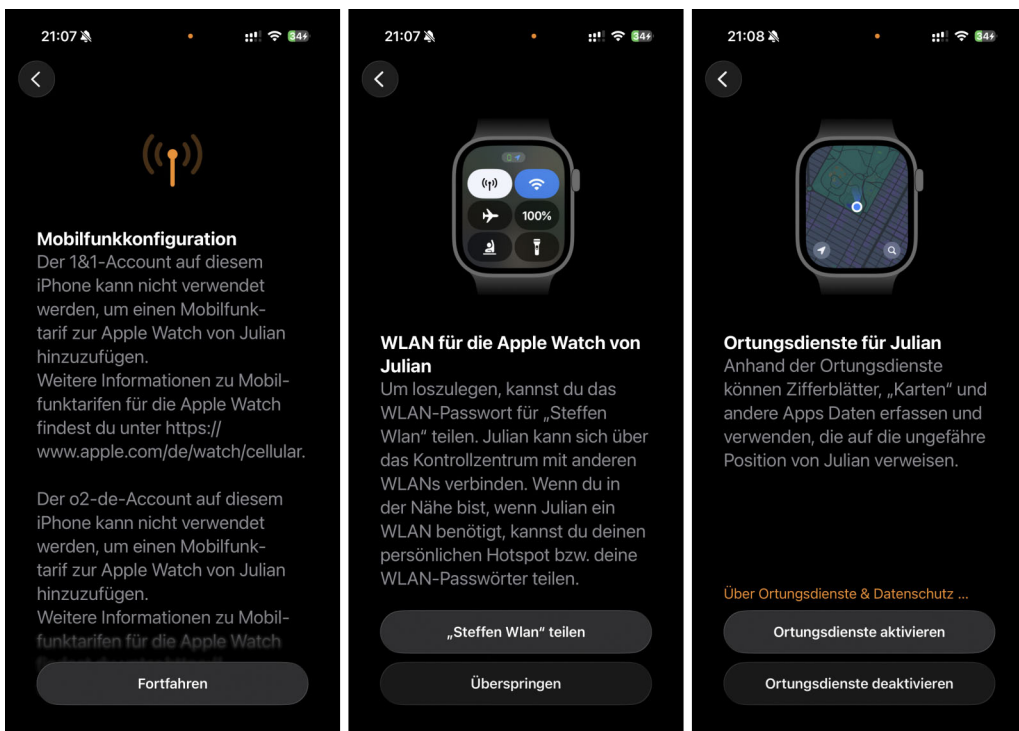 21:07
34
Mobilfunkkonfiguration
Der 1&1-Account auf diesem
iPhone kann nicht verwendet
werden, um einen Mobilfunk-
tarif zur Apple Watch von Julian
hinzuzufügen.
Weitere Informationen zu Mobil-
funktarifen für die Apple Watch
findest du unter https://
www.apple.com/de/watch/cellular.
Der o2-de-Account auf diesem
iPhone kann nicht verwendet
werden, um einen Mobilfunk-
tarif zur Apple Watch von Julian
hinzuzufügen.
Weitere Informationen zu Mobil-
funktarifen für die Apple Watch
Fortfahren
21:07
34
100%
WLAN für die Apple Watch von
Julian
Um loszulegen, kannst du das
WLAN-Passwort für „Steffen
Wlan“ teilen. Julian kann sich über
das Kontrollzentrum mit anderen
WLANs verbinden. Wenn du in
der Nähe bist, wenn Julian ein
WLAN benötigt, kannst du deinen
persönlichen Hotspot bzw. deine
WLAN-Passwörter teilen.
„Steffen Wlan“ teilen
Überspringen
21:08
34
Ortungsdienste für Julian
Anhand der Ortungsdienste
können Zifferblätter, „Karten“ und
andere Apps Daten erfassen und
verwenden, die auf die ungefähre
Position von Julian verweisen.
Über Ortungsdienste & Datenschutz ...
Ortungsdienste aktivieren
Ortungsdienste deaktivieren